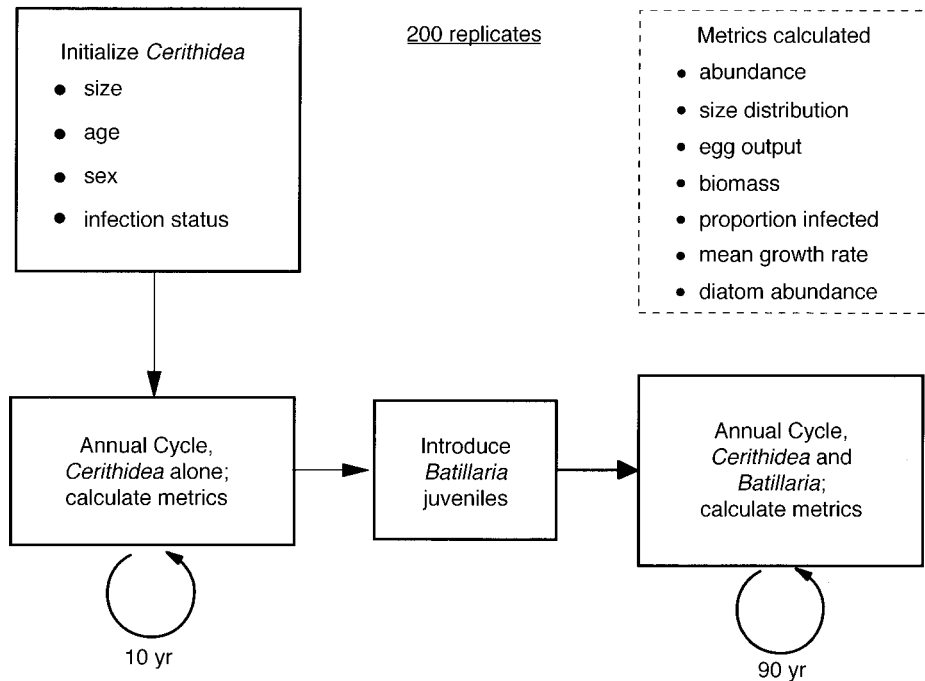 Initialize Cerithidea
● size
● age
● sex
● infection status
200 replicates
Metrics calculated
● abundance
● size distribution
● egg output
● biomass
● proportion infected
● mean growth rate
● diatom abundance
Annual Cycle,
Cerithidea alone;
calculate metrics
Introduce
Batillaria
juveniles
Annual Cycle,
Cerithidea and
Batillaria;
calculate metrics
10 yr
90 yr